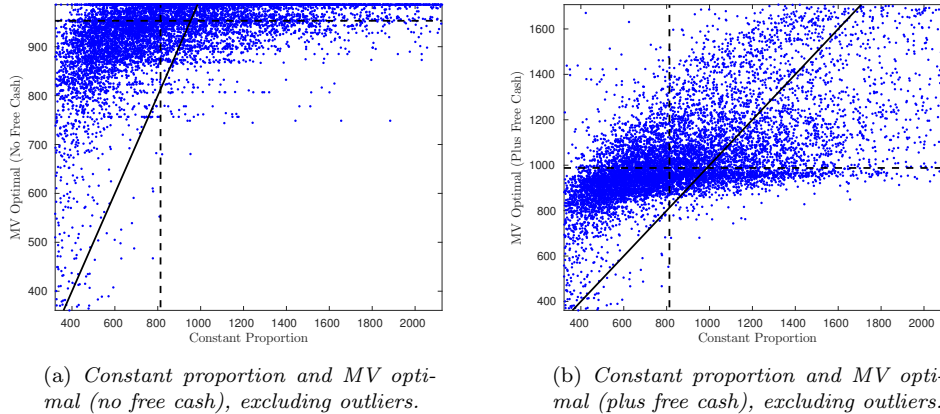 900
800
700
600
500
400
MV Optimal (No Free Cash)
400 600 800 1000 1200 1400 1600 1800 2000
Constant Proportion
(a) Constant proportion and MV opti-
mal (no free cash), excluding outliers.
1600
1400
1200
1000
800
600
400
MV Optimal (Plus Free Cash)
400 600 800 1000 1200 1400 1600 1800 2000
Constant Proportion
(b) Constant proportion and MV opti-
mal (plus free cash), excluding outliers.